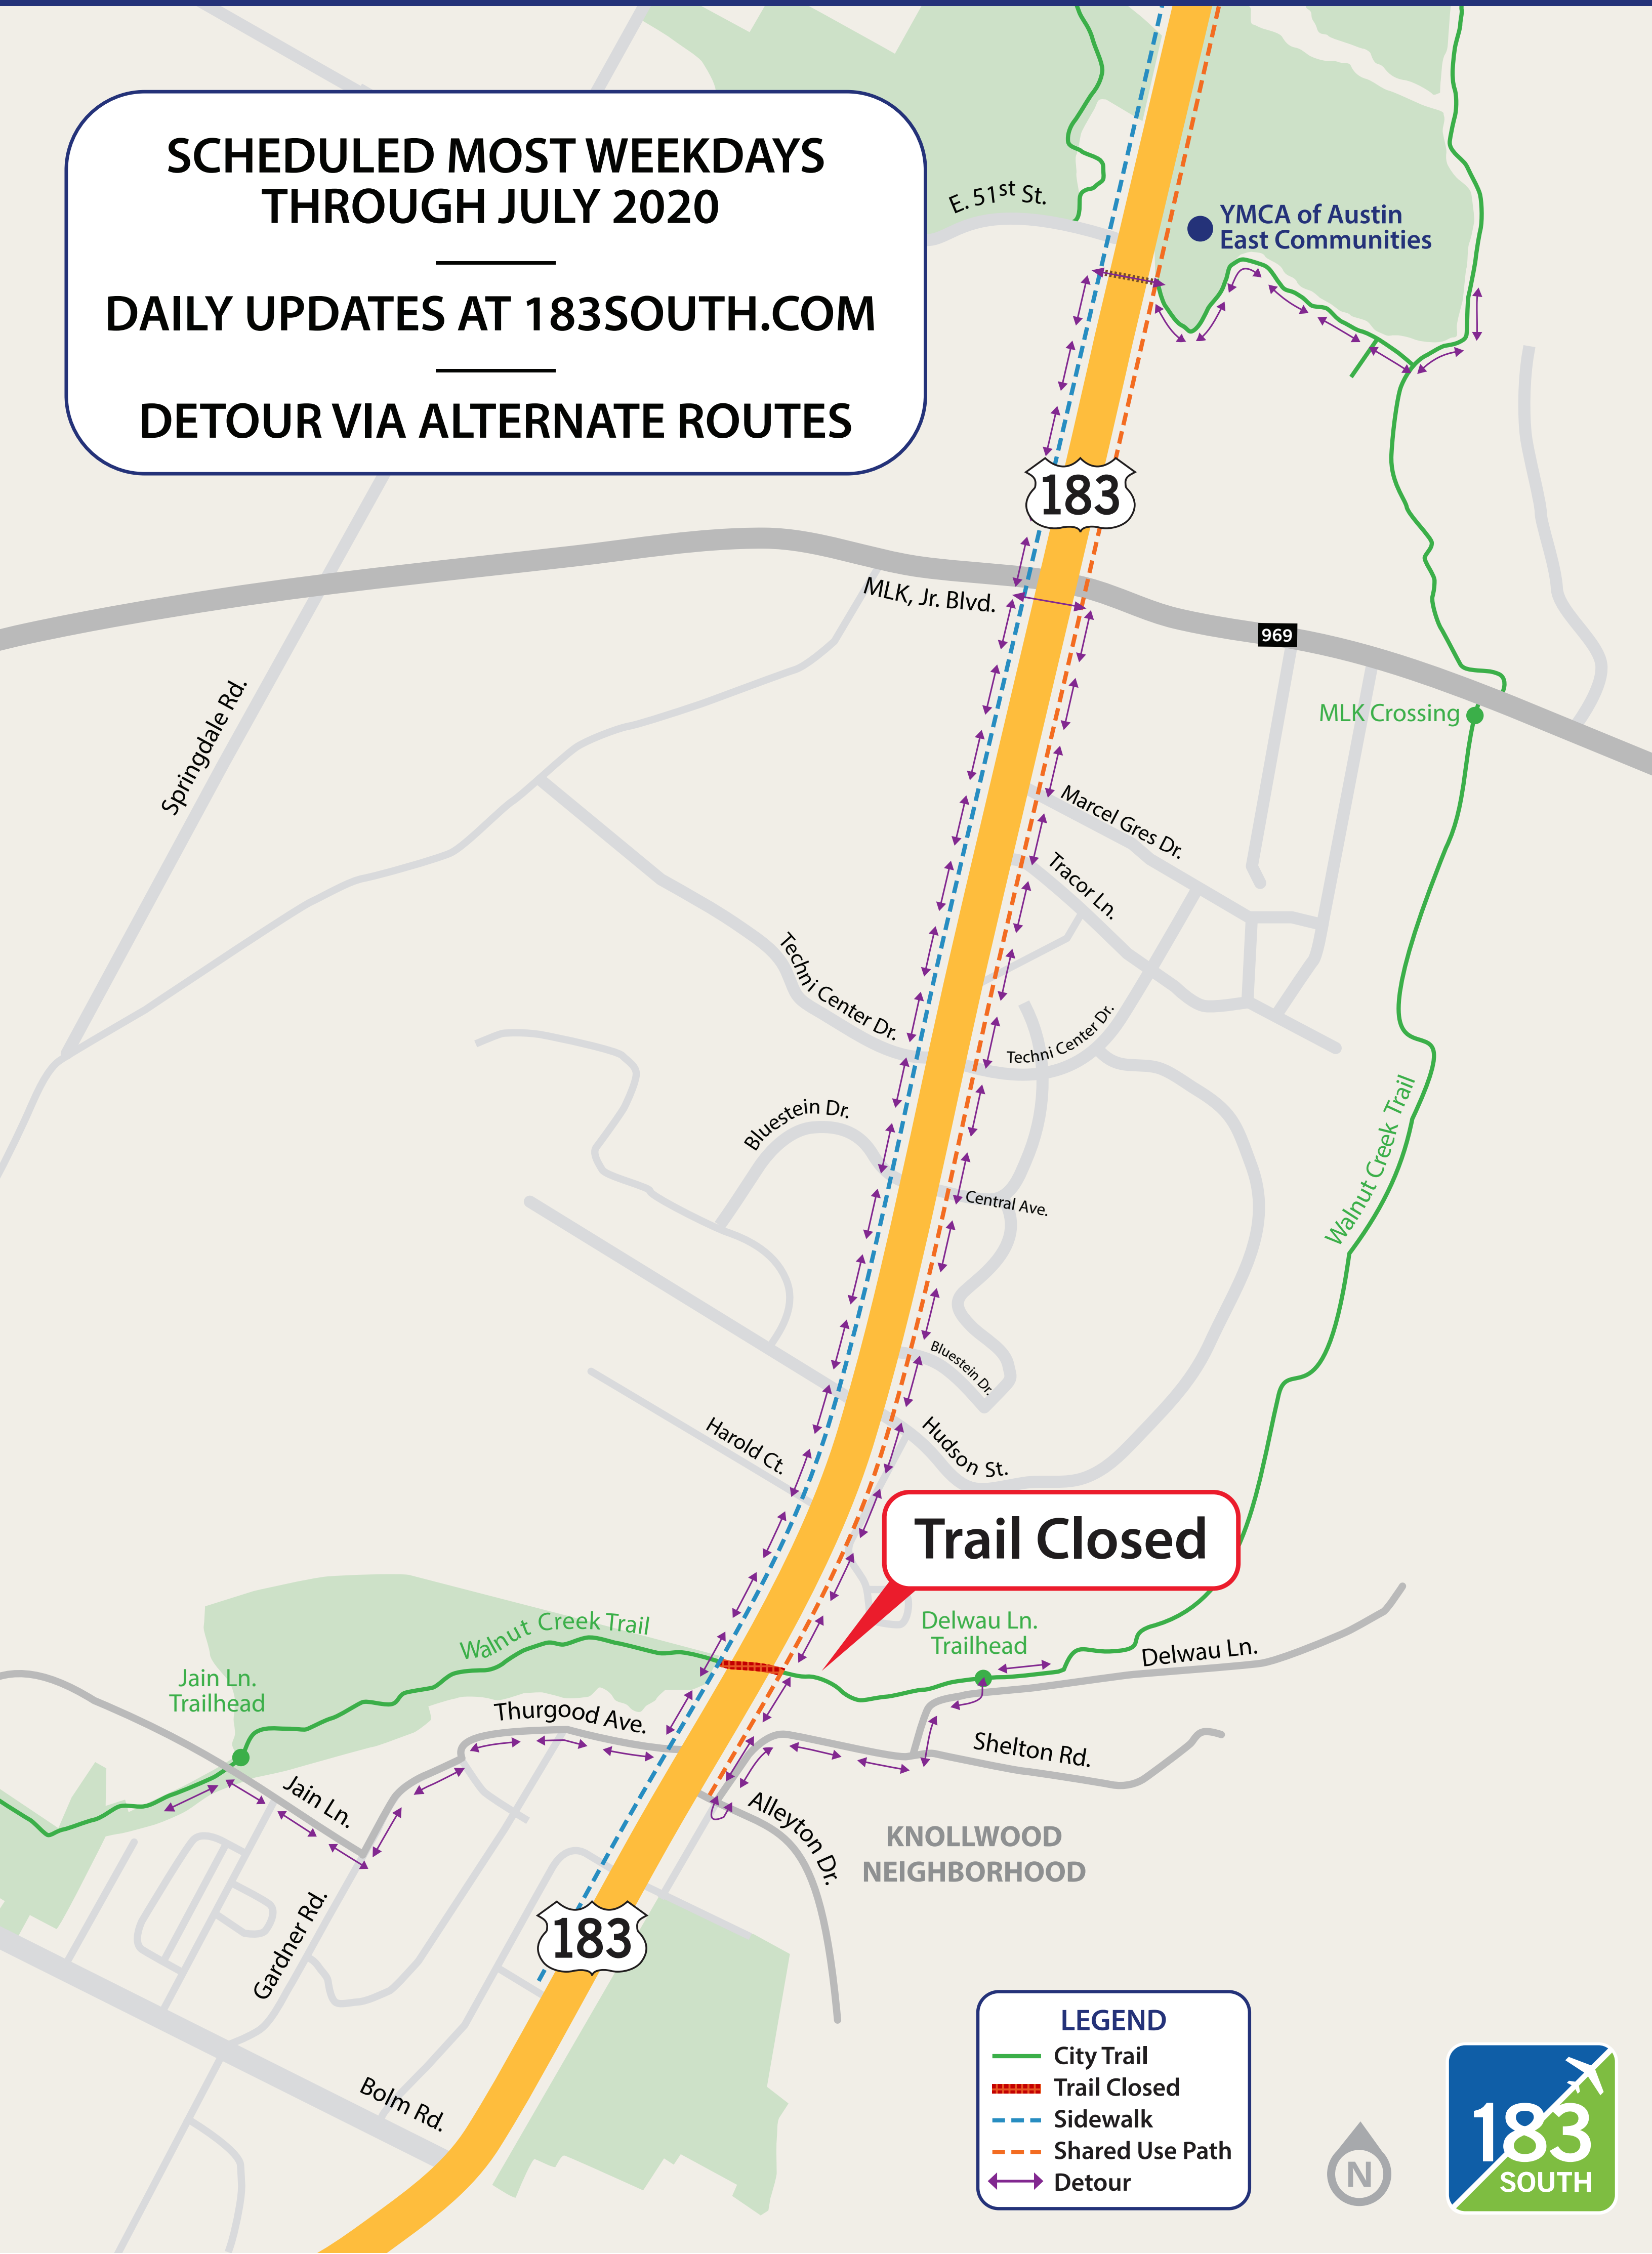 SCHEDULED MOST WEEKDAYS
THROUGH JULY 2020
DAILY UPDATES AT 183SOUTH.COM
DETOUR VIA ALTERNATE ROUTES
E. 51st St.
YMCA of Austin
East Communities
183
MLK, Jr. Blvd.
969
MLK Crossing
Springdale Rd.
Marcel Gres Dr.
Tracor Ln.
Techni Center Dr.
Techni Center Dr.
Bluestein Dr.
Walnut Creek Trail
Central Ave.
Bluestein Dr.
Harold Ct.
Hudson St.
Trail Closed
Walnut Creek Trail
Delwau Ln.
Trailhead
Delwau Ln.
Jain Ln.
Trailhead
Thurgood Ave.
Shelton Rd.
Jain Ln.
Alleyton Dr.
KNOLLWOOD
NEIGHBORHOOD
Gardner Rd.
183
Bolm Rd.
LEGEND
City Trail
Trail Closed
Sidewalk
Shared Use Path
Detour
N
183
SOUTH